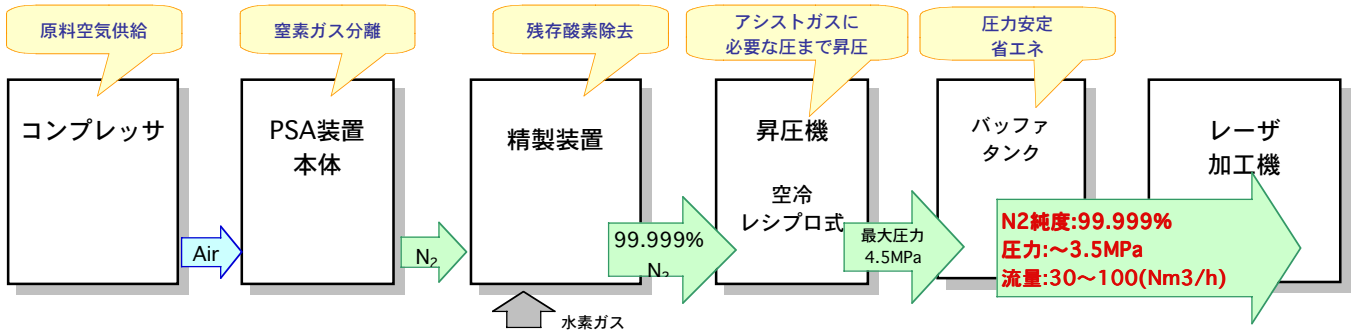 原料空気供給
窒素ガス分離
残存酸素除去
アシストガスに
必要な圧まで昇圧
圧力安定
省エネ
コンプレッサ
PSA装置
本体
精製装置
昇圧機
空冷
レシプロ式
バッファ
タンク
レーザ
加工機
Air
N2
99.999%
N2
最大圧力
4.5MPa
N2純度:99.999%
圧力:～3.5MPa
流量:30～100(Nm3/h)
水素ガス